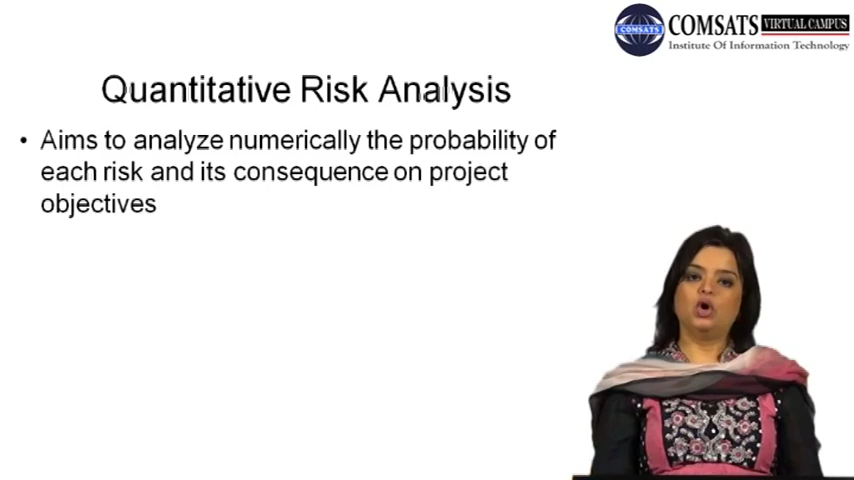 COMSATS VIRTUAL CAMPUS
COMSATS
Institute Of Information Technology
Quantitative Risk Analysis
• Aims to analyze numerically the probability of
each risk and its consequence on project
objectives